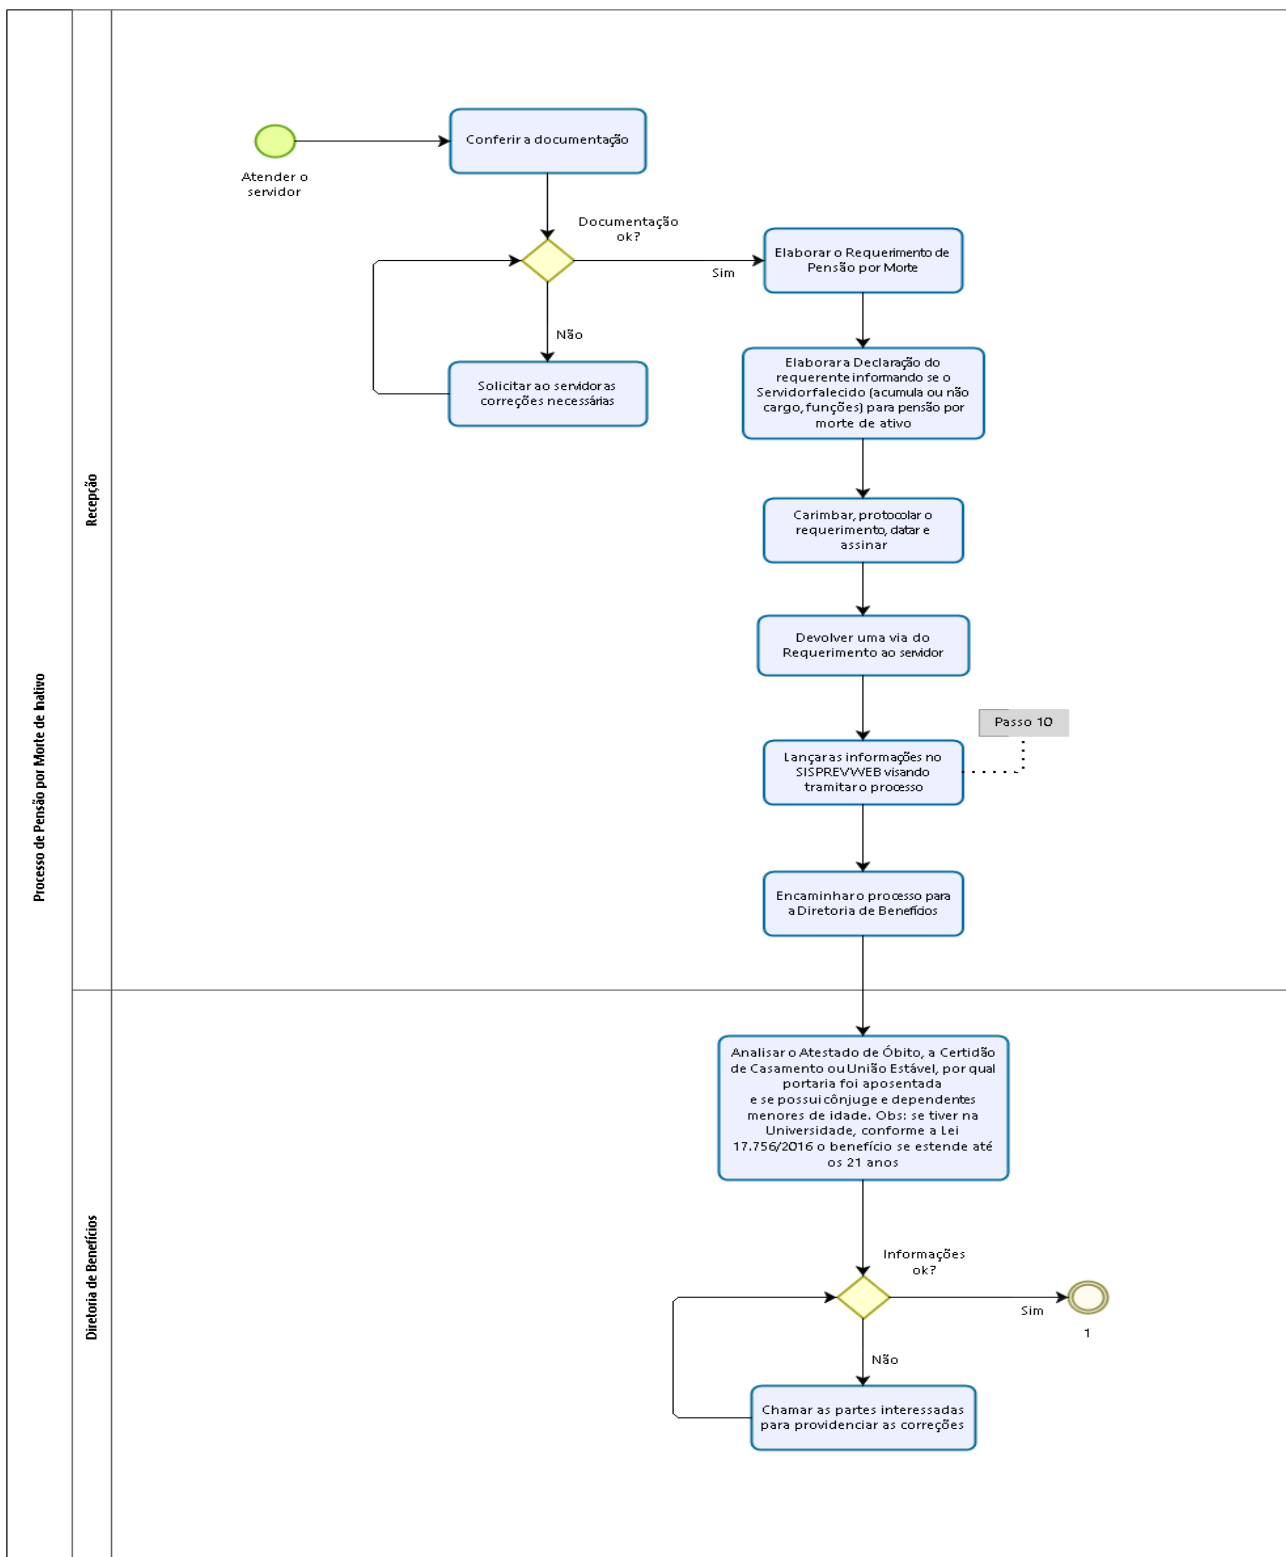 Processo de Pensão por Morte de Inativo
Recepção
Atender o
servidor
Conferir a documentação
Documentação
ok?
Sim
Não
Solicitar ao servidor as
correções necessárias
Elaborar o Requerimento de
Pensão por Morte
Elaborar a Declaração do
requerente informando se o
Servidor falecido (acumula ou não
cargo, funções) para pensão por
morte de ativo
Carimbar, protocolar o
requerimento, datar e
assinar
Devolver uma via do
Requerimento ao servidor
Passo 10
Lançar as informações no
SISPREVWEB visando
tramitar o processo
Encaminhar o processo para
a Diretoria de Benefícios
Diretoria de Benefícios
Analisar o Atestado de Óbito, a Certidão
de Casamento ou União Estável, por qual
portaria foi aposentada
e se possui cônjuge e dependentes
menores de idade. Obs: se tiver na
Universidade, conforme a Lei
17.756/2016 o benefício se estende até
os 21 anos
Informações
ok?
Sim
1
Não
Chamar as partes interessadas
para providenciar as correções